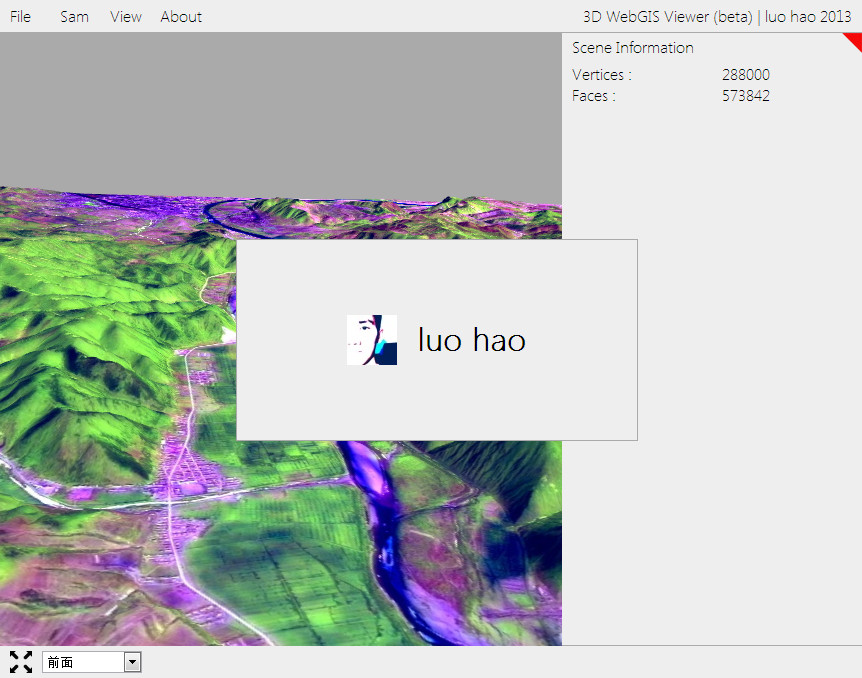 File Sam View About 3D WebGIS Viewer (beta) | luo hao 2013
Scene Information
Vertices : 288000
Faces : 573842
luo hao
前面